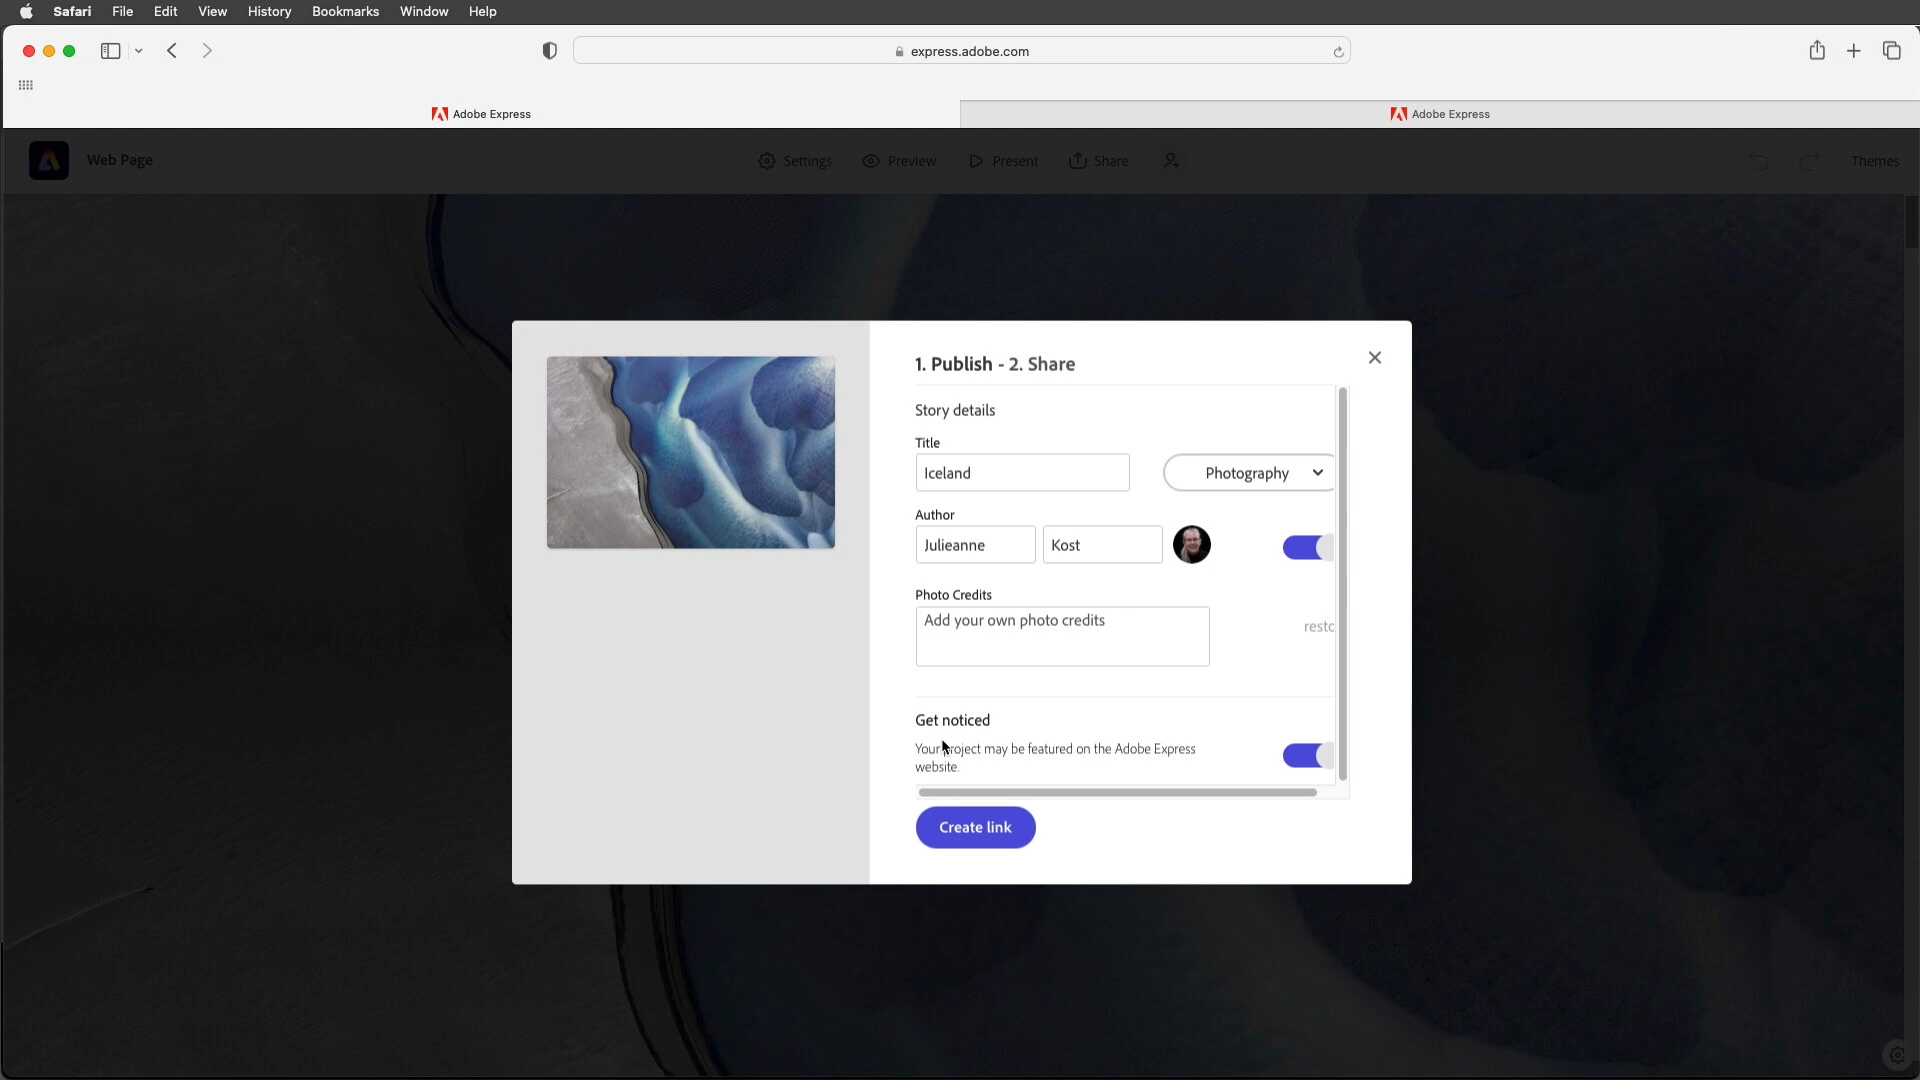 Safari File Edit View History Bookmarks Window Help
express.adobe.com
Adobe Express
Adobe Express
Web Page
Settings Preview Present Share
Themes
1. Publish - 2. Share
Story details
Title
Iceland
Photography
Author
Julieanne
Kost
Photo Credits
Add your own photo credits
resto
Get noticed
Your project may be featured on the Adobe Express
website.
Create link